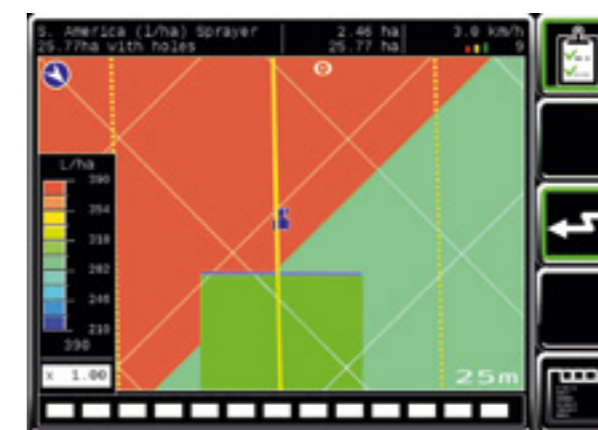 S. America (l/ha) Sprayer 2.46 ha 3.0 km/h
25.77ha with holes 25.77 ha 9
L/ha
390
354
318
282
246
210
390
x 1.00
25m